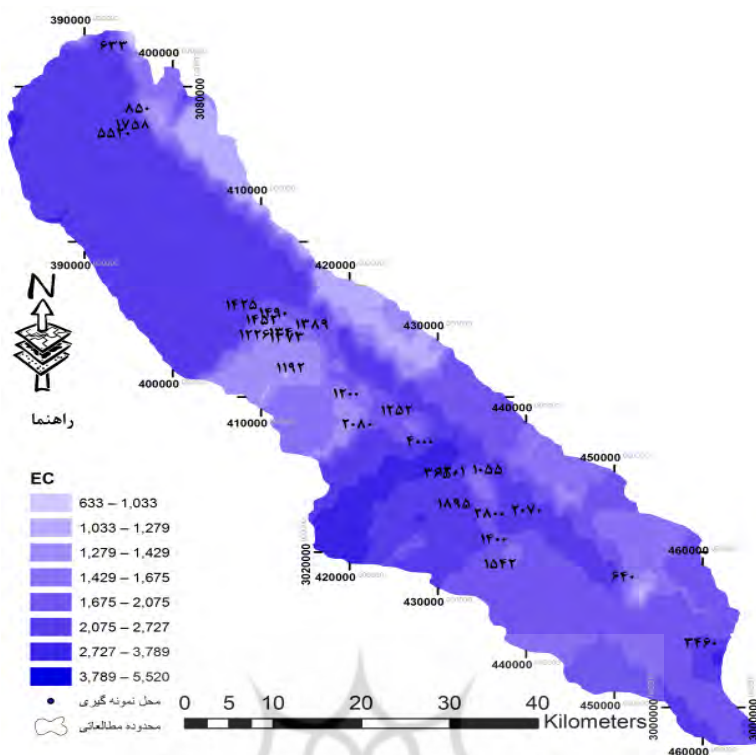 390000
۶۳۳
400000
3080000
۸۵۰
۱۷۵۸
۵۵۲۰
410000
390000
420000
N
۱۴۲۵
۱۴۹۰
۱۴۵۲
۱۳۸۹
430000
۱۲۲۶
۱۴۷۳
۱۱۹۲
400000
راهنما
۱۲۰۰
۱۲۵۲
440000
410000
۲۰۸۰
۴۰۰۰
450000
۱۰۵۵
EC
633 – 1,033
1,033 – 1,279
1,279 – 1,429
1,429 – 1,675
1,675 – 2,075
2,075 – 2,727
2,727 – 3,789
3,789 – 5,520
محل نمونه گیری
محدوده مطالعاتی
۱۸۹۵
۲۸۰۰
۲۰۷۰
۱۴۰۰
۱۵۴۲
3020000
420000
460000
۶۴۰
430000
۳۴۶۰
440000
450000
3000000
460000
0 5 10 20 30 40
Kilometers